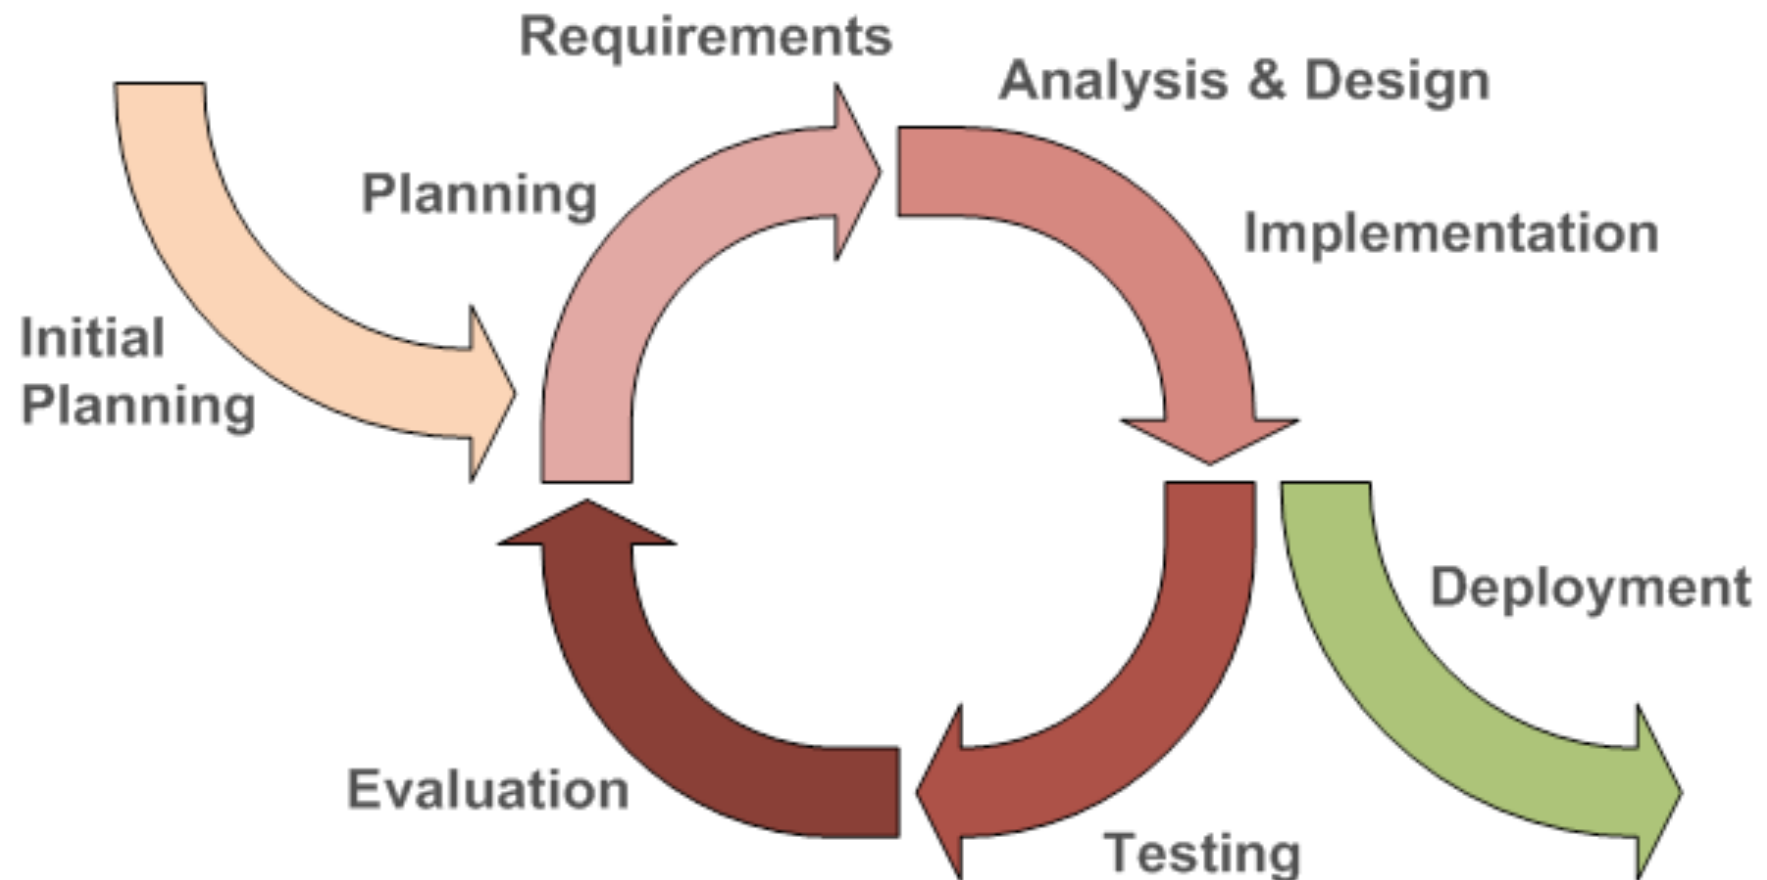 Requirements
Analysis & Design
Planning
Implementation
Initial
Planning
Deployment
Evaluation
Testing